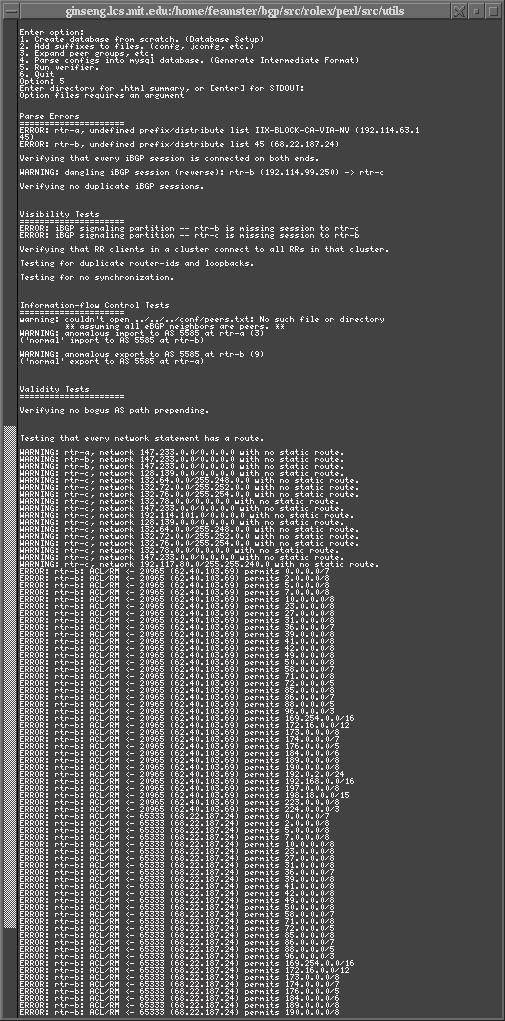 ginseng.lcs.mit.edu:/home/feamster/bgp/src/rolex/perl/src/utils
Enter option:
1. Create database from scratch. (Database Setup)
2. Add suffixes to files. (confg, jconfg, etc.)
3. Expand peer groups, etc.
4. Parse configs into mysql database. (Generate Intermediate Format)
5. Run verifier.
6. Quit
Option: 5
Enter directory for .html summary, or [enter] for STDOUT:
Option files requires an argument
Parse Errors
=====================
ERROR: rtr-a, undefined prefix/distribute list IIX-BLOCK-CA-VIA-NV (192.114.63.1
45)
ERROR: rtr-b, undefined prefix/distribute list 45 (68.22.187.24)
Verifying that every iBGP session is connected on both ends.
WARNING: dangling iBGP session (reverse): rtr-b (192.114.99.250) -> rtr-c
Verifying no duplicate iBGP sessions.
Visibility Tests
=====================
ERROR: iBGP signaling partition -- rtr-b is missing session to rtr-c
ERROR: iBGP signaling partition -- rtr-c is missing session to rtr-b
Verifying that RR clients in a cluster connect to all RRs in that cluster.
Testing for duplicate router-ids and loopbacks.
Testing for no synchronization.
Information-flow Control Tests
=====================
warning: couldn't open ../../../conf/peers.txt: No such file or directory
** assuming all eBGP neighbors are peers. **
WARNING: anomalous import to AS 5585 at rtr-a (3)
('normal' import to AS 5585 at rtr-b)
WARNING: anomalous export to AS 5585 at rtr-b (9)
('normal' export to AS 5585 at rtr-a)
Validity Tests
=====================
Verifying no bogus AS path prepending.
Testing that every network statement has a route.
WARNING: rtr-a, network 147.233.0.0/0.0.0.0 with no static route.
WARNING: rtr-b, network 147.233.0.0/0.0.0.0 with no static route.
WARNING: rtr-b, network 147.233.0.0/0.0.0.0 with no static route.
WARNING: rtr-c, network 128.139.0.0/0.0.0.0 with no static route.
WARNING: rtr-c, network 132.64.0.0/255.248.0.0 with no static route.
WARNING: rtr-c, network 132.72.0.0/255.252.0.0 with no static route.
WARNING: rtr-c, network 132.76.0.0/255.254.0.0 with no static route.
WARNING: rtr-c, network 132.78.0.0/0.0.0.0 with no static route.
WARNING: rtr-c, network 147.233.0.0/0.0.0.0 with no static route.
WARNING: rtr-c, network 192.114.101.0/0.0.0.0 with no static route.
WARNING: rtr-c, network 128.139.0.0/0.0.0.0 with no static route.
WARNING: rtr-c, network 132.64.0.0/255.248.0.0 with no static route.
WARNING: rtr-c, network 132.72.0.0/255.252.0.0 with no static route.
WARNING: rtr-c, network 132.76.0.0/255.254.0.0 with no static route.
WARNING: rtr-c, network 132.78.0.0/0.0.0.0 with no static route.
WARNING: rtr-c, network 147.233.0.0/0.0.0.0 with no static route.
WARNING: rtr-c, network 192.117.80.0/255.255.240.0 with no static route.
ERROR: rtr-b: ACL/RM <- 20965 (62.40.103.69) permits 0.0.0.0/7
ERROR: rtr-b: ACL/RM <- 20965 (62.40.103.69) permits 2.0.0.0/8
ERROR: rtr-b: ACL/RM <- 20965 (62.40.103.69) permits 5.0.0.0/8
ERROR: rtr-b: ACL/RM <- 20965 (62.40.103.69) permits 7.0.0.0/8
ERROR: rtr-b: ACL/RM <- 20965 (62.40.103.69) permits 10.0.0.0/8
ERROR: rtr-b: ACL/RM <- 20965 (62.40.103.69) permits 23.0.0.0/8
ERROR: rtr-b: ACL/RM <- 20965 (62.40.103.69) permits 27.0.0.0/8
ERROR: rtr-b: ACL/RM <- 20965 (62.40.103.69) permits 31.0.0.0/8
ERROR: rtr-b: ACL/RM <- 20965 (62.40.103.69) permits 36.0.0.0/7
ERROR: rtr-b: ACL/RM <- 20965 (62.40.103.69) permits 39.0.0.0/8
ERROR: rtr-b: ACL/RM <- 20965 (62.40.103.69) permits 41.0.0.0/8
ERROR: rtr-b: ACL/RM <- 20965 (62.40.103.69) permits 42.0.0.0/8
ERROR: rtr-b: ACL/RM <- 20965 (62.40.103.69) permits 49.0.0.0/8
ERROR: rtr-b: ACL/RM <- 20965 (62.40.103.69) permits 50.0.0.0/8
ERROR: rtr-b: ACL/RM <- 20965 (62.40.103.69) permits 58.0.0.0/7
ERROR: rtr-b: ACL/RM <- 20965 (62.40.103.69) permits 71.0.0.0/8
ERROR: rtr-b: ACL/RM <- 20965 (62.40.103.69) permits 72.0.0.0/5
ERROR: rtr-b: ACL/RM <- 20965 (62.40.103.69) permits 85.0.0.0/8
ERROR: rtr-b: ACL/RM <- 20965 (62.40.103.69) permits 86.0.0.0/7
ERROR: rtr-b: ACL/RM <- 20965 (62.40.103.69) permits 88.0.0.0/5
ERROR: rtr-b: ACL/RM <- 20965 (62.40.103.69) permits 96.0.0.0/3
ERROR: rtr-b: ACL/RM <- 20965 (62.40.103.69) permits 169.254.0.0/16
ERROR: rtr-b: ACL/RM <- 20965 (62.40.103.69) permits 172.16.0.0/12
ERROR: rtr-b: ACL/RM <- 20965 (62.40.103.69) permits 173.0.0.0/8
ERROR: rtr-b: ACL/RM <- 20965 (62.40.103.69) permits 174.0.0.0/7
ERROR: rtr-b: ACL/RM <- 20965 (62.40.103.69) permits 176.0.0.0/5
ERROR: rtr-b: ACL/RM <- 20965 (62.40.103.69) permits 184.0.0.0/6
ERROR: rtr-b: ACL/RM <- 20965 (62.40.103.69) permits 189.0.0.0/8
ERROR: rtr-b: ACL/RM <- 20965 (62.40.103.69) permits 190.0.0.0/8
ERROR: rtr-b: ACL/RM <- 20965 (62.40.103.69) permits 192.0.2.0/24
ERROR: rtr-b: ACL/RM <- 20965 (62.40.103.69) permits 192.168.0.0/16
ERROR: rtr-b: ACL/RM <- 20965 (62.40.103.69) permits 197.0.0.0/8
ERROR: rtr-b: ACL/RM <- 20965 (62.40.103.69) permits 198.18.0.0/15
ERROR: rtr-b: ACL/RM <- 20965 (62.40.103.69) permits 223.0.0.0/8
ERROR: rtr-b: ACL/RM <- 20965 (62.40.103.69) permits 224.0.0.0/3
ERROR: rtr-b: ACL/RM <- 65333 (68.22.187.24) permits 0.0.0.0/7
ERROR: rtr-b: ACL/RM <- 65333 (68.22.187.24) permits 2.0.0.0/8
ERROR: rtr-b: ACL/RM <- 65333 (68.22.187.24) permits 5.0.0.0/8
ERROR: rtr-b: ACL/RM <- 65333 (68.22.187.24) permits 7.0.0.0/8
ERROR: rtr-b: ACL/RM <- 65333 (68.22.187.24) permits 10.0.0.0/8
ERROR: rtr-b: ACL/RM <- 65333 (68.22.187.24) permits 23.0.0.0/8
ERROR: rtr-b: ACL/RM <- 65333 (68.22.187.24) permits 27.0.0.0/8
ERROR: rtr-b: ACL/RM <- 65333 (68.22.187.24) permits 31.0.0.0/8
ERROR: rtr-b: ACL/RM <- 65333 (68.22.187.24) permits 36.0.0.0/7
ERROR: rtr-b: ACL/RM <- 65333 (68.22.187.24) permits 39.0.0.0/8
ERROR: rtr-b: ACL/RM <- 65333 (68.22.187.24) permits 41.0.0.0/8
ERROR: rtr-b: ACL/RM <- 65333 (68.22.187.24) permits 42.0.0.0/8
ERROR: rtr-b: ACL/RM <- 65333 (68.22.187.24) permits 49.0.0.0/8
ERROR: rtr-b: ACL/RM <- 65333 (68.22.187.24) permits 50.0.0.0/8
ERROR: rtr-b: ACL/RM <- 65333 (68.22.187.24) permits 58.0.0.0/7
ERROR: rtr-b: ACL/RM <- 65333 (68.22.187.24) permits 71.0.0.0/8
ERROR: rtr-b: ACL/RM <- 65333 (68.22.187.24) permits 72.0.0.0/5
ERROR: rtr-b: ACL/RM <- 65333 (68.22.187.24) permits 85.0.0.0/8
ERROR: rtr-b: ACL/RM <- 65333 (68.22.187.24) permits 86.0.0.0/7
ERROR: rtr-b: ACL/RM <- 65333 (68.22.187.24) permits 88.0.0.0/5
ERROR: rtr-b: ACL/RM <- 65333 (68.22.187.24) permits 96.0.0.0/3
ERROR: rtr-b: ACL/RM <- 65333 (68.22.187.24) permits 169.254.0.0/16
ERROR: rtr-b: ACL/RM <- 65333 (68.22.187.24) permits 172.16.0.0/12
ERROR: rtr-b: ACL/RM <- 65333 (68.22.187.24) permits 173.0.0.0/8
ERROR: rtr-b: ACL/RM <- 65333 (68.22.187.24) permits 174.0.0.0/7
ERROR: rtr-b: ACL/RM <- 65333 (68.22.187.24) permits 176.0.0.0/5
ERROR: rtr-b: ACL/RM <- 65333 (68.22.187.24) permits 184.0.0.0/6
ERROR: rtr-b: ACL/RM <- 65333 (68.22.187.24) permits 189.0.0.0/8
ERROR: rtr-b: ACL/RM <- 65333 (68.22.187.24) permits 190.0.0.0/8